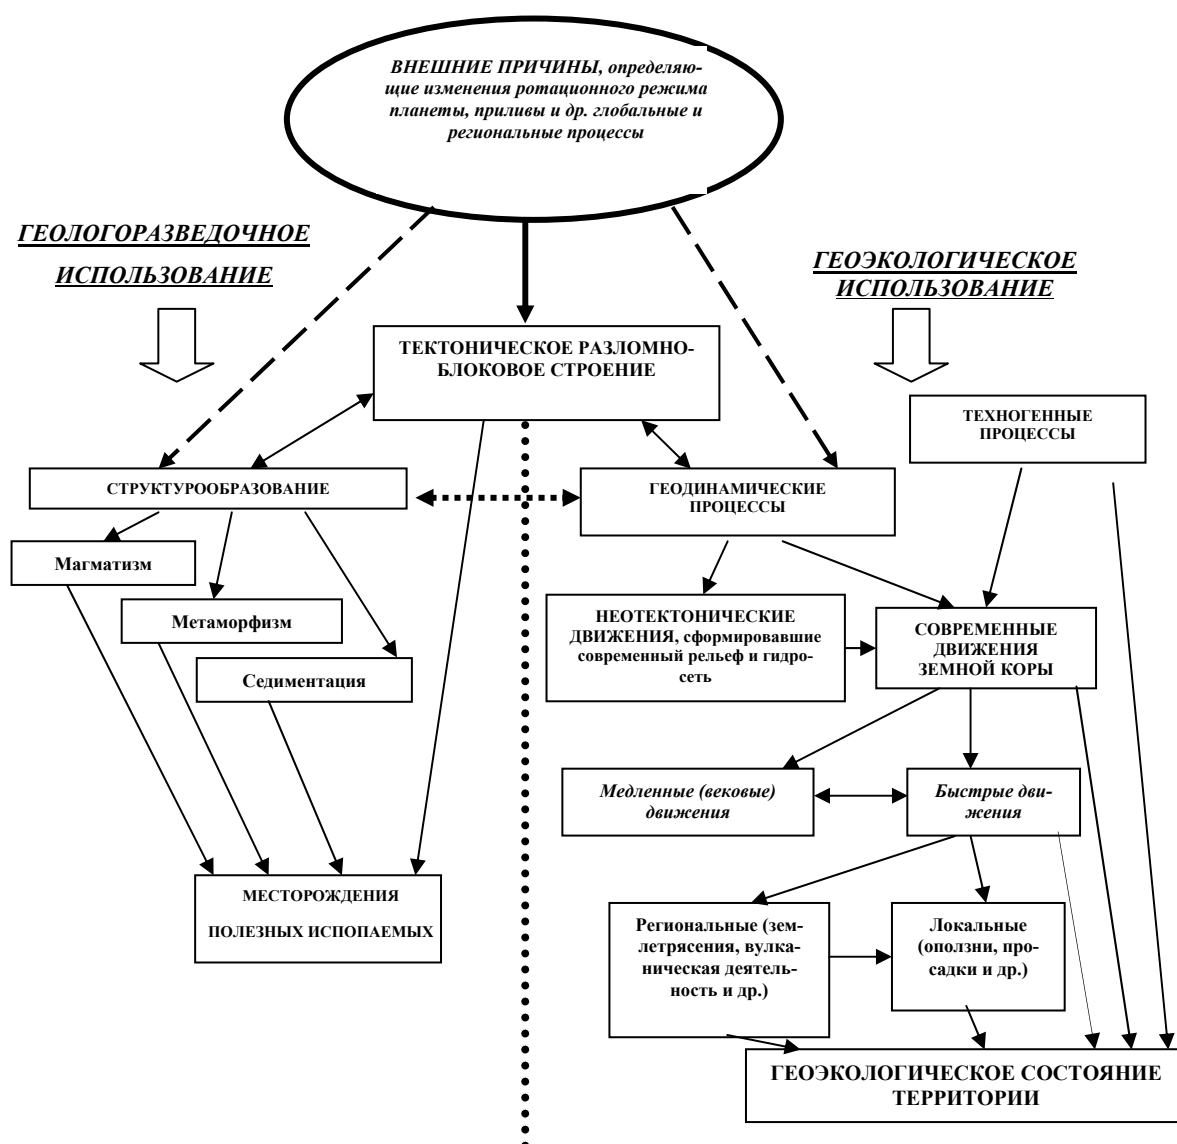 ВНЕШНИЕ ПРИЧИНЫ, определяю-
щие изменения ротационного режима
планеты, приливы и др. глобальные и
региональные процессы
ГЕОЛОГОРАЗВЕДОЧНОЕ
ИСПОЛЬЗОВАНИЕ
ГЕОЭКОЛОГИЧЕСКОЕ
ИСПОЛЬЗОВАНИЕ
ТЕКТОНИЧЕСКОЕ РАЗЛОМНО-
БЛОКОВОЕ СТРОЕНИЕ
ТЕХНОГЕННЫЕ
ПРОЦЕССЫ
СТРУКТУРООБРАЗОВАНИЕ
ГЕОДИНАМИЧЕСКИЕ
ПРОЦЕССЫ
Магматизм
Метаморфизм
Седиментация
НЕОТЕКТОНИЧЕСКИЕ
ДВИЖЕНИЯ, сформировавшие
современный рельеф и гидро-
сеть
СОВРЕМЕННЫЕ
ДВИЖЕНИЯ
ЗЕМНОЙ КОРЫ
Медленные (вековые)
движения
Быстрые дви-
жения
МЕСТОРОЖДЕНИЯ
ПОЛЕЗНЫХ ИСПОПАЕМЫХ
Региональные (зем-
летрясения, вулка-
ническая деятель-
ность и др.)
Локальные
(оползни, про-
садки и др.)
ГЕОЭКОЛОГИЧЕСКОЕ СОСТОЯНИЕ
ТЕРРИТОРИИ